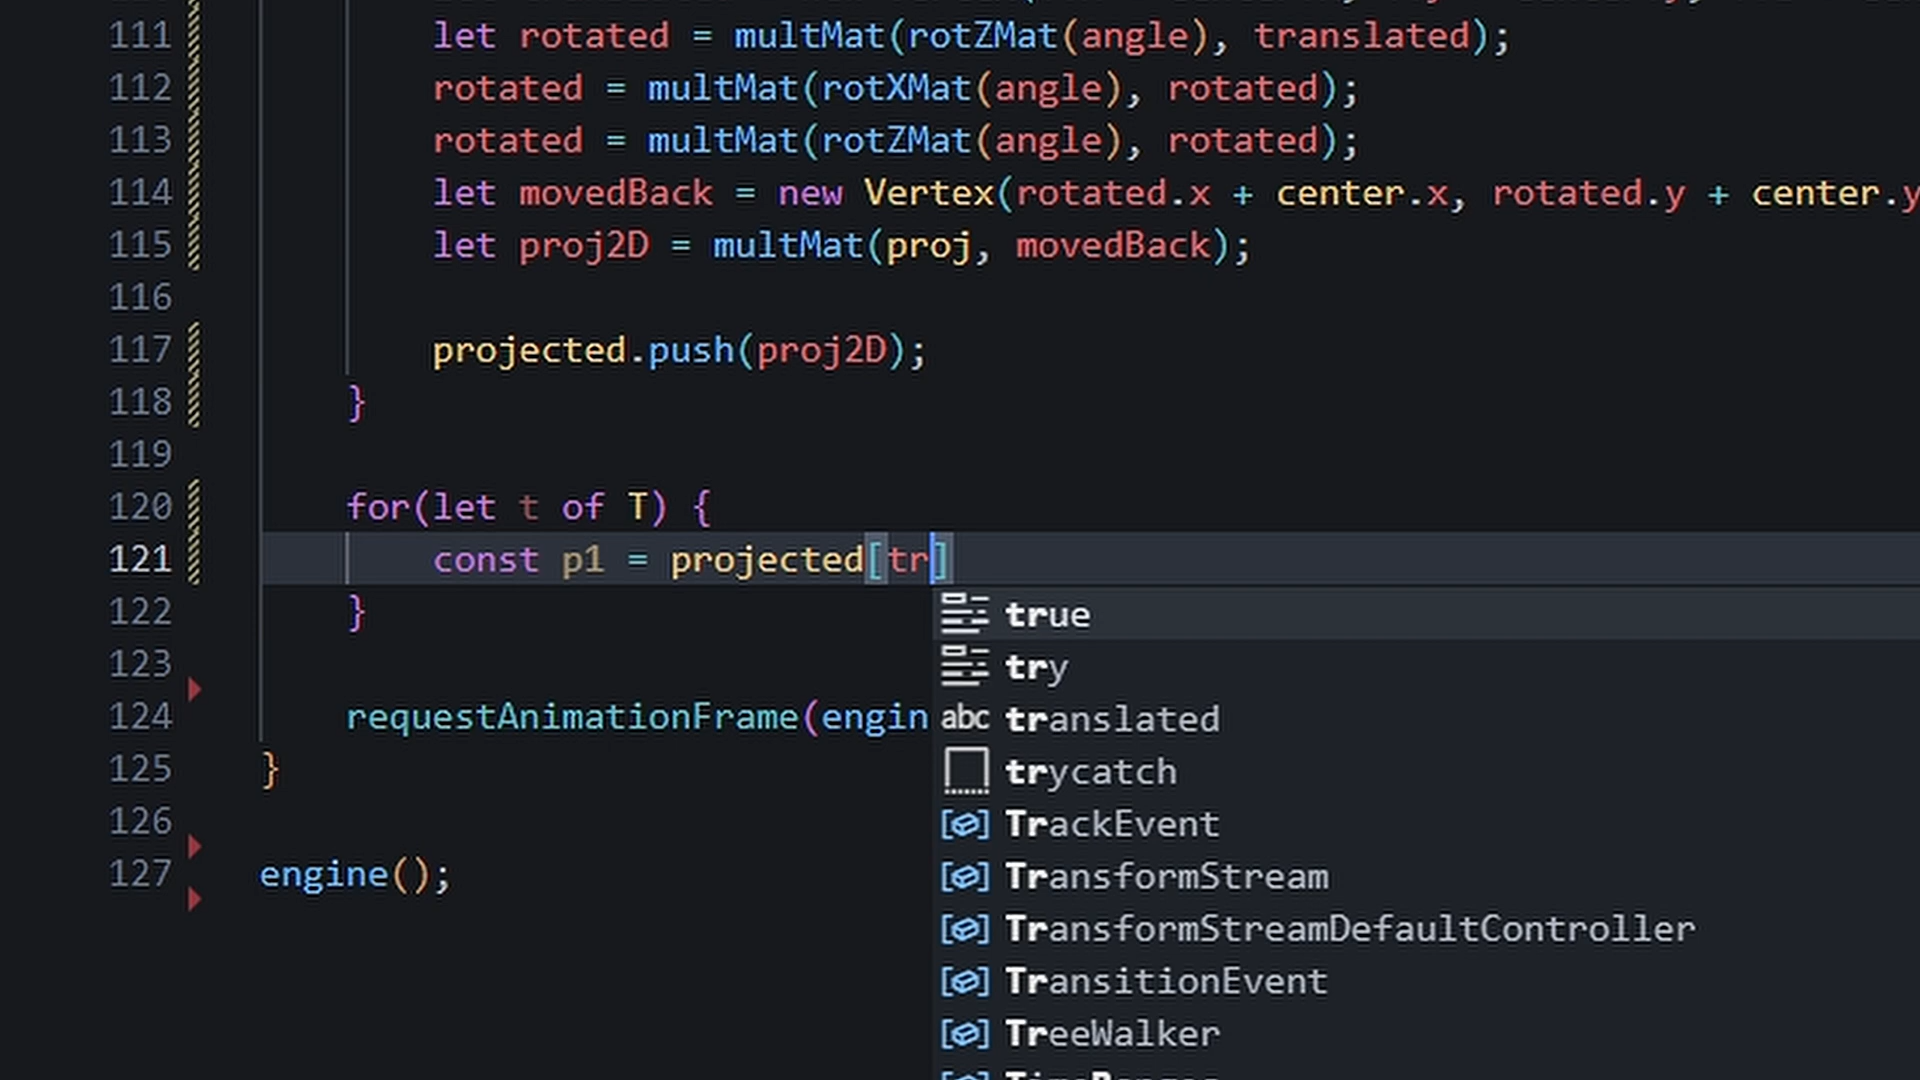 111 let rotated = multMat(rotZMat(angle), translated);
112 rotated = multMat(rotXMat(angle), rotated);
113 rotated = multMat(rotZMat(angle), rotated);
114 let movedBack = new Vertex(rotated.x + center.x, rotated.y + center.y
115 let proj2D = multMat(proj, movedBack);
116
117 projected.push(proj2D);
118 }
119
120 for(let t of T) {
121 const p1 = projected[tr]
122 }
true
123
try
124 requestAnimationFrame(engin
abc translated
125 }
trycatch
126
TrackEvent
127 engine();
TransformStream
TransformStreamDefaultController
TransitionEvent
TreeWalker